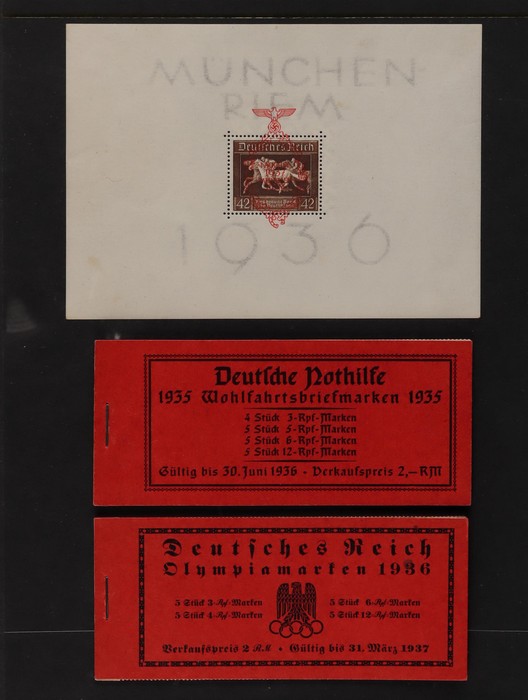 MÜNCHEN
RIEM
Deutsches Reich
42 42
1936
Deutsche Nothilfe
1935 Wohlfahrtsbriefmarken 1935
4 Stück 3-Rpf-Marken
5 Stück 5-Rpf-Marken
5 Stück 6-Rpf-Marken
5 Stück 12-Rpf-Marken
Gültig bis 30. Juni 1936 - Verkaufspreis 2,— RM
Deutsches Reich
Olympiamarken 1936
5 Stück 3-Rpf-Marken 5 Stück 6-Rpf-Marken
5 Stück 4-Rpf-Marken 5 Stück 12-Rpf-Marken
Verkaufspreis 2 RM • Gültig bis 31. März 1937